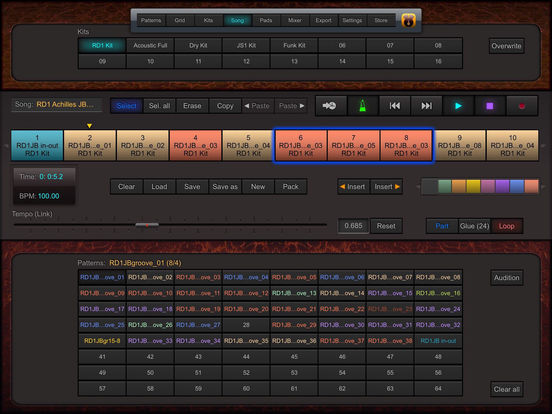 Patterns Grid Kits Song Pads Mixer Export Settings Store
Kits
RD1 Kit Acoustic Full Dry Kit JS1 Kit Funk Kit 06 07 08
Overwrite
09 10 11 12 13 14 15 16
Song: RD1 Achilles JB... Select Sel. all Erase Copy Paste Paste
1 2 3 4 5 6 7 8 9 10
RD1JB in-out RD1JB...e_01 RD1JB...e_02 RD1JB...e_03 RD1JB...e_04 RD1JB...e_03 RD1JB...e_05 RD1JB...e_03 RD1JB...e_02 RD1JB...e_04
RD1 Kit RD1 Kit RD1 Kit RD1 Kit RD1 Kit RD1 Kit RD1 Kit RD1 Kit RD1 Kit RD1 Kit
Time: 0: 0:5.2
Clear Load Save Save as New Pack Insert Insert
BPM: 100.00
Tempo (Link)
0.685 Reset Part Glue (24) Loop
Patterns: RD1JBgroove_01 (8/4)
RD1JB...ove_01 RD1JB...ove_02 RD1JB...ove_03 RD1JB...ove_04 RD1JB...ove_05 RD1JB...ove_06 RD1JB...ove_07 RD1JB...ove_08
Audition
RD1JB...ove_09 RD1JB...ove_10 RD1JB...ove_11 RD1JB...ove_12 RD1JB...ove_13 RD1JB...ove_14 RD1JB...ove_15 RD1JB...ove_16
RD1JB...ove_17 RD1JB...ove_18 RD1JB...ove_19 RD1JB...ove_20 RD1JB...ove_21 RD1JB...ove_22 RD1JB...ove_23 RD1JB...ove_24
RD1JB...ove_25 RD1JB...ove_26 RD1JB...ove_27 28 RD1JB...ove_29 RD1JB...ove_30 RD1JB...ove_31 RD1JB...ove_32
RD1JBgr15-8 RD1JB...ove_33 RD1JB...ove_34 RD1JB...ove_35 RD1JB...ove_36 RD1JB...ove_37 RD1JB...ove_38 RD1JB in-out
41 42 43 44 45 46 47 48
49 50 51 52 53 54 55 56
57 58 59 60 61 62 63 64
Clear all